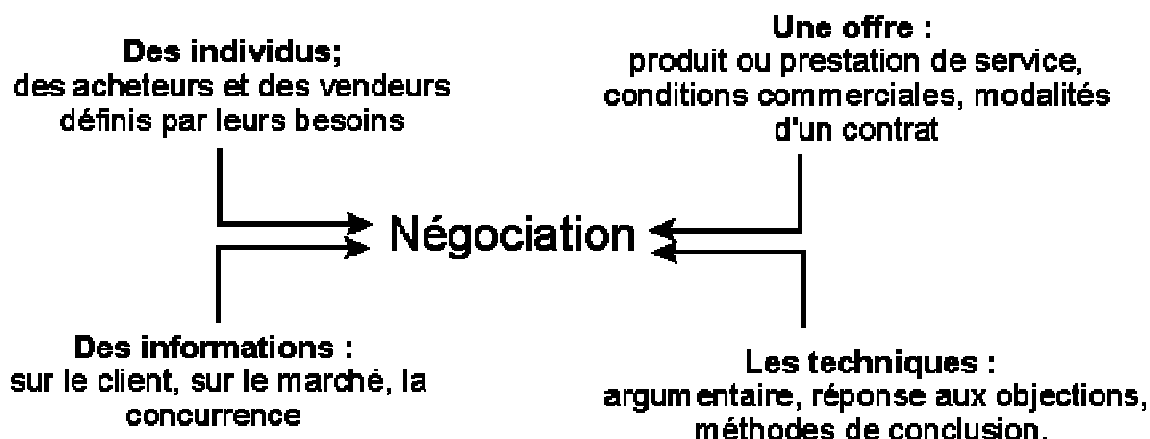 Des individus;
des acheteurs et des vendeurs
définis par leurs besoins
Une offre :
produit ou prestation de service,
conditions commerciales, modalités
d'un contrat
Négociation
Des informations :
sur le client, sur le marché, la
concurrence
Les techniques :
argumentaire, réponse aux objections,
méthodes de conclusion.